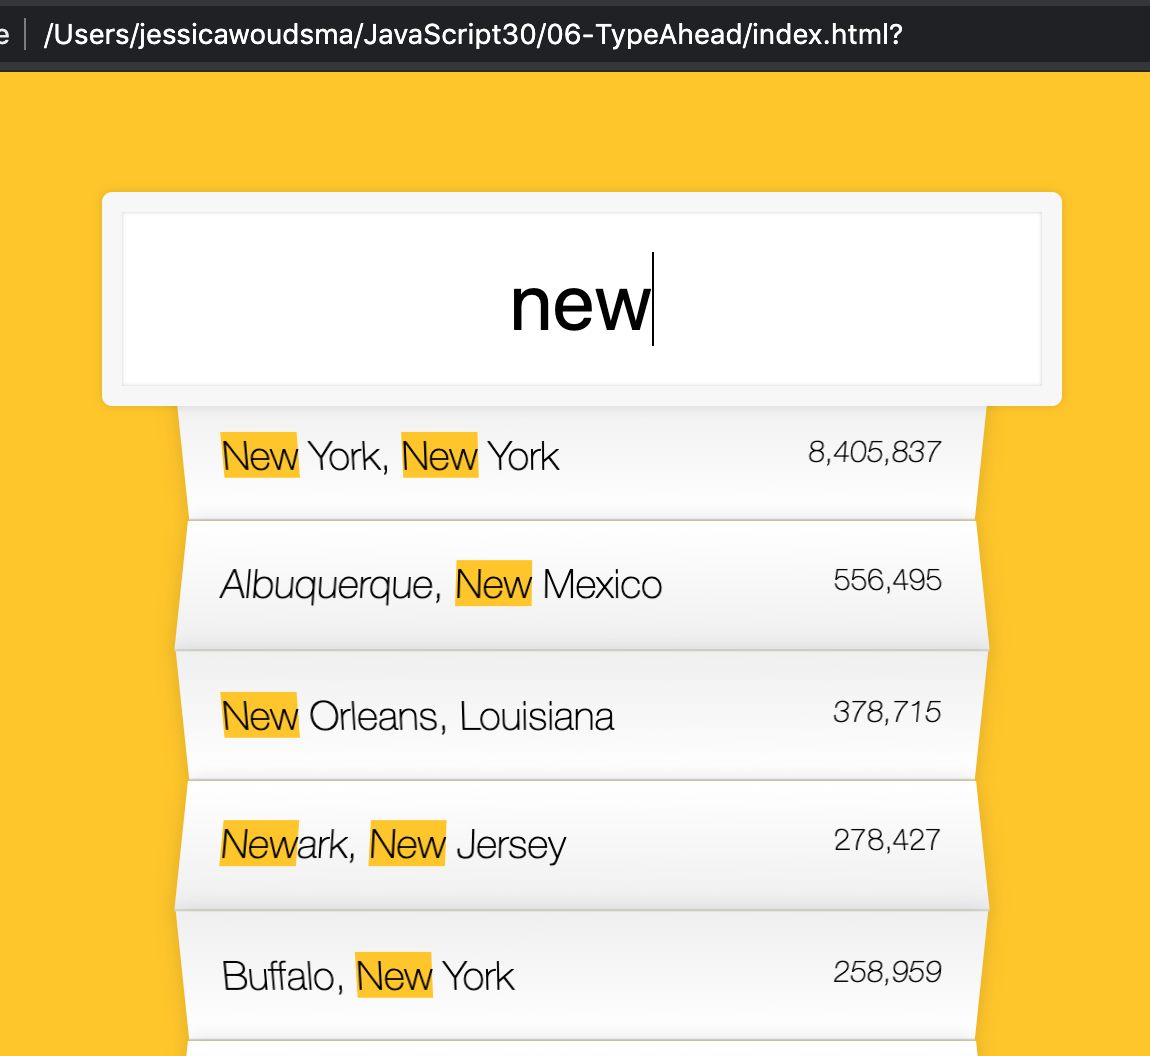 e /Users/jessicawoudsma/JavaScript30/06-TypeAhead/index.html?
new
New York, New York 8,405,837
Albuquerque, New Mexico 556,495
New Orleans, Louisiana 378,715
Newark, New Jersey 278,427
Buffalo, New York 258,959